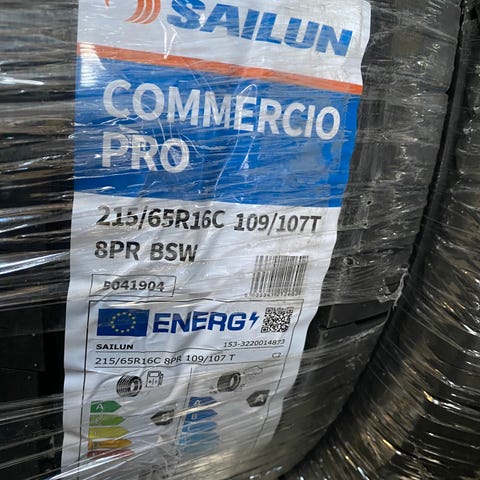 SAILUN
COMMERCIO
PRO
215/65R16C 109/107T
8PR BSW
5041904
ENERG
SAILUN
153-3220014873
215/65R16C 8PR 109/107 T
C2
A
A